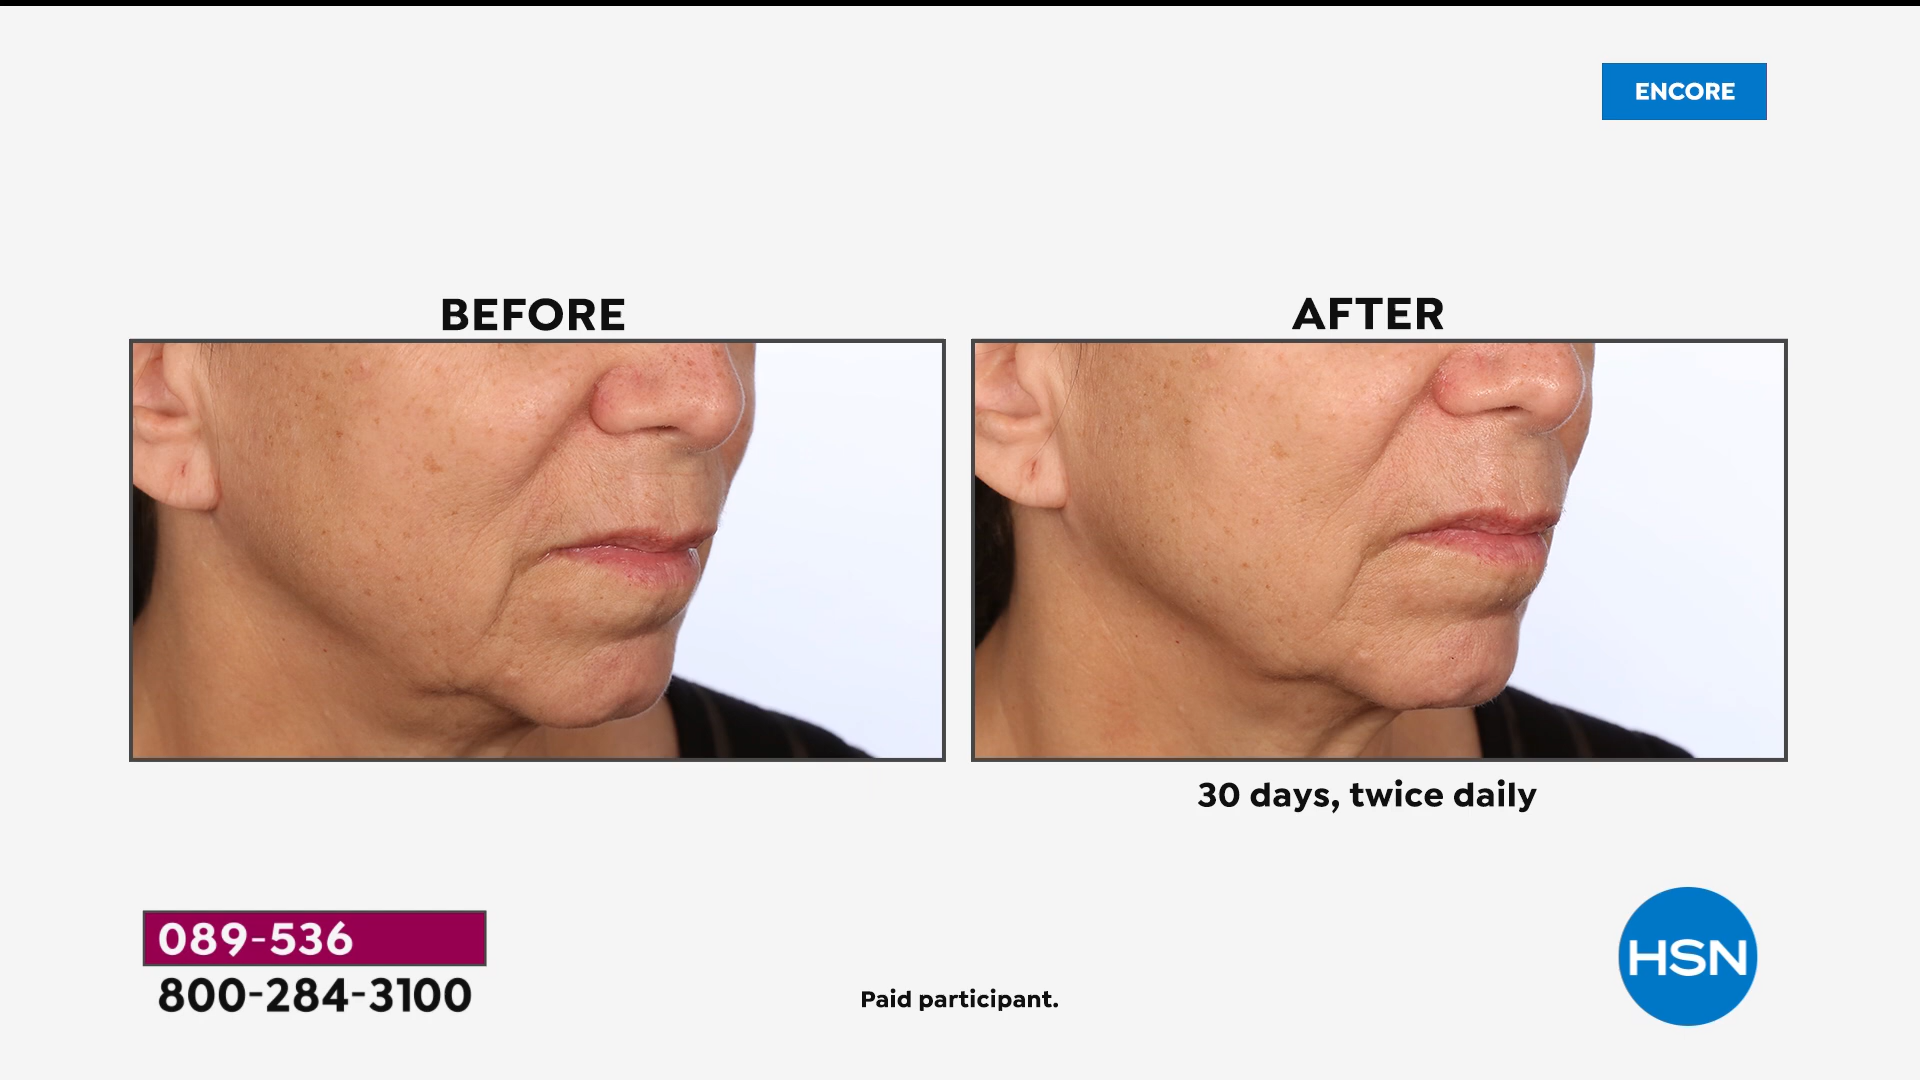 ENCORE
BEFORE
AFTER
30 days, twice daily
089-536
800-284-3100
Paid participant.
HSN